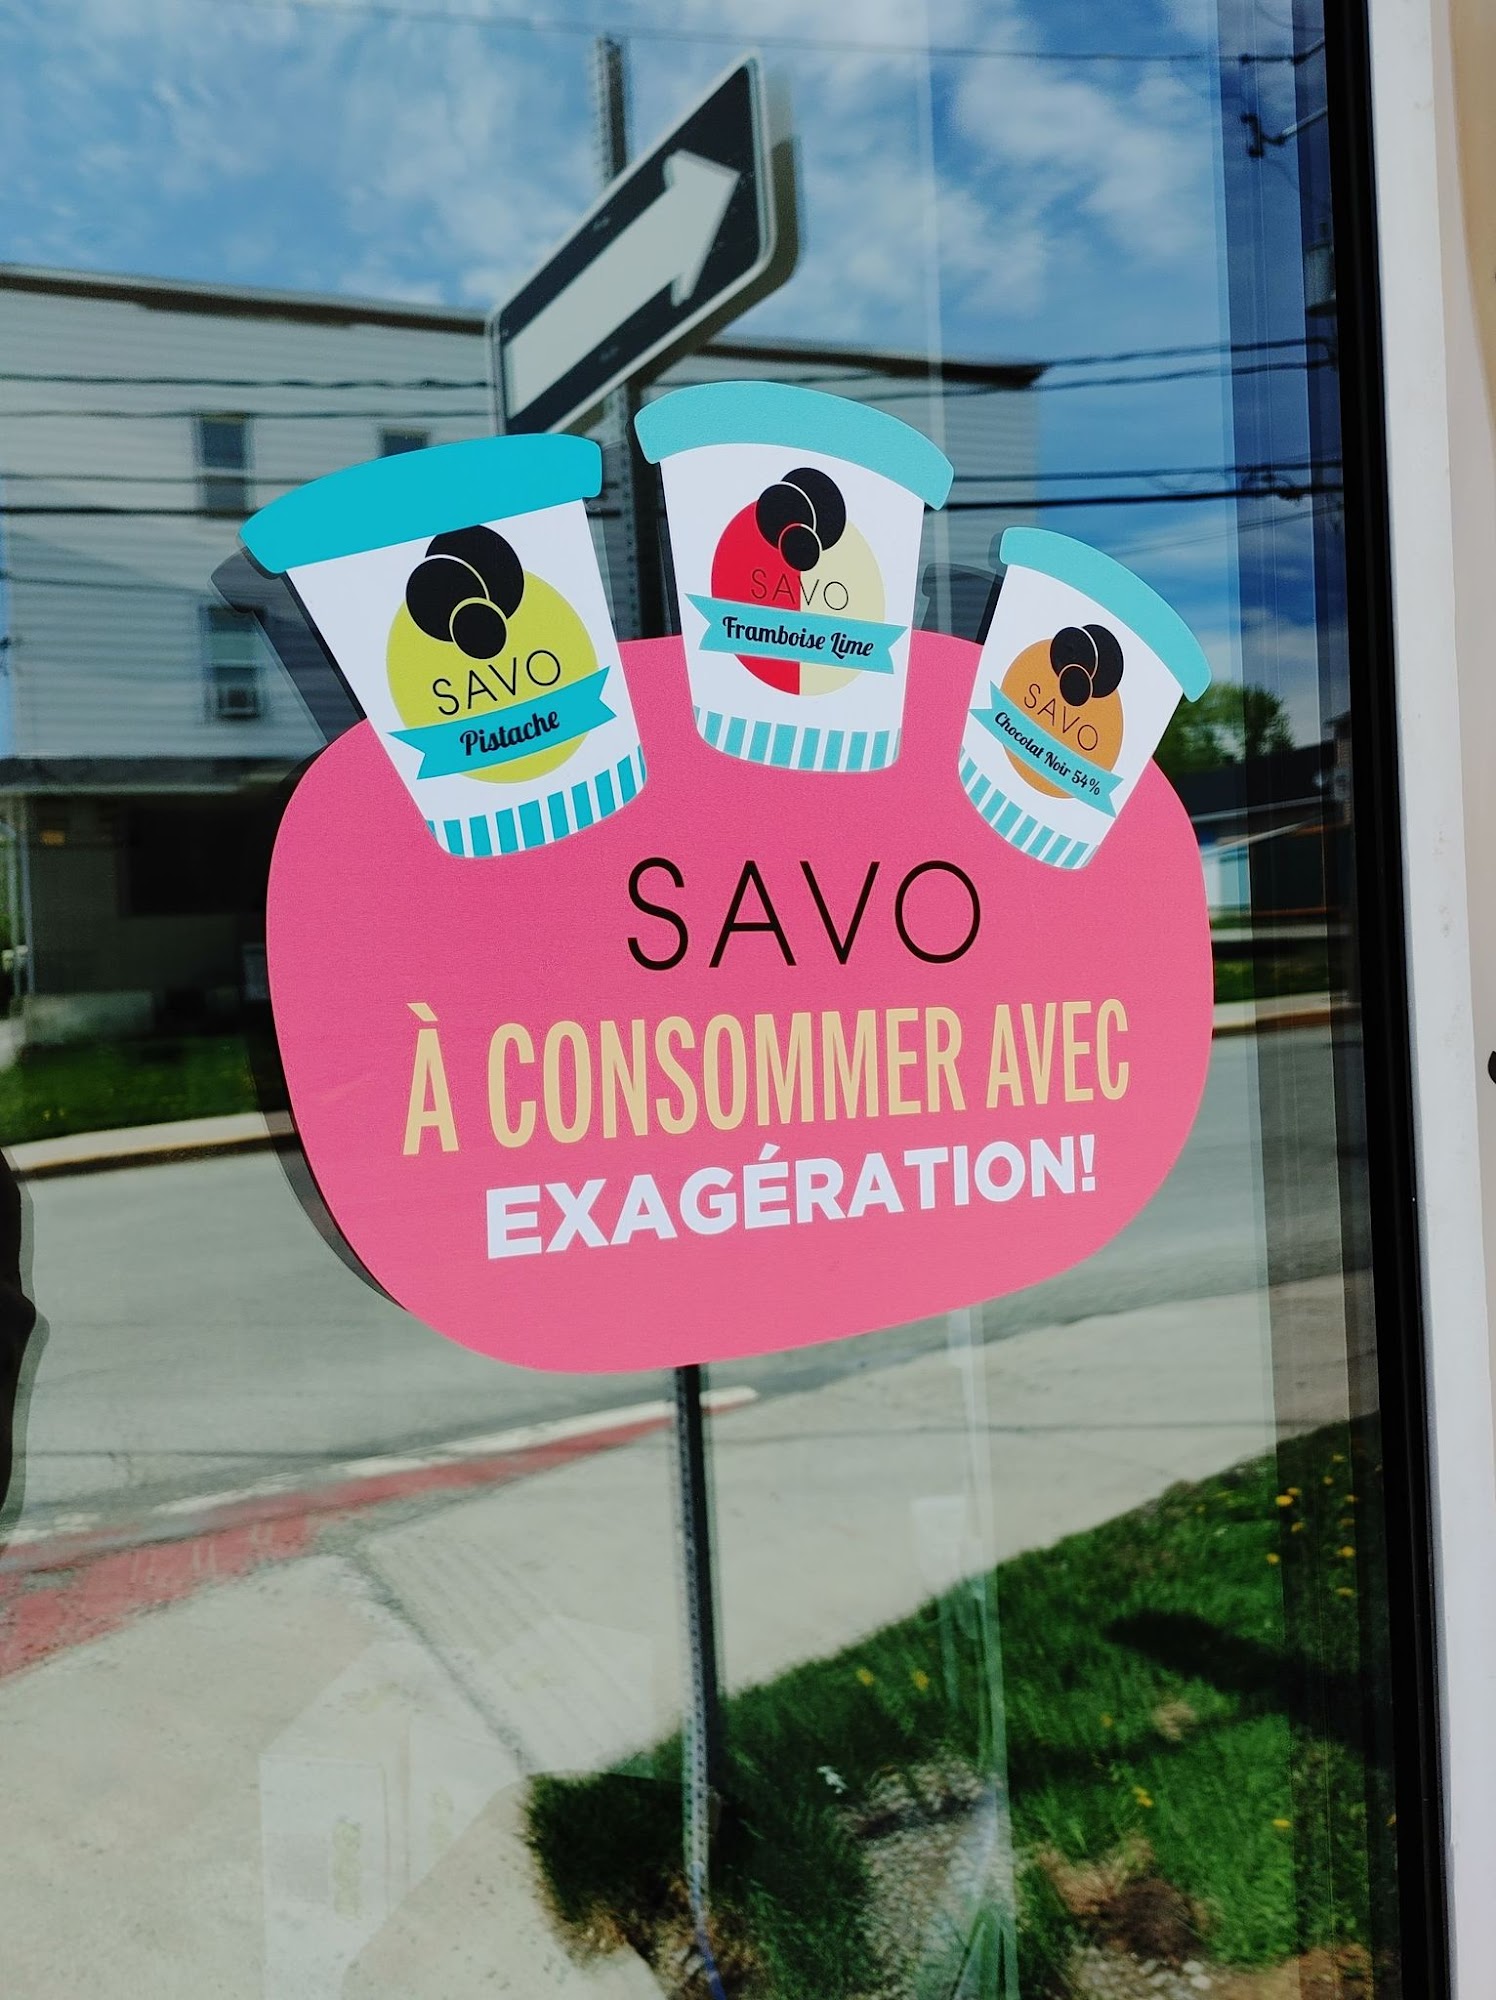 SAVO
Pistache
SAVO
Framboise Lime
SAVO
Chocolat Noir 54%
SAVO
À CONSOMMER AVEC
EXAGÉRATION!